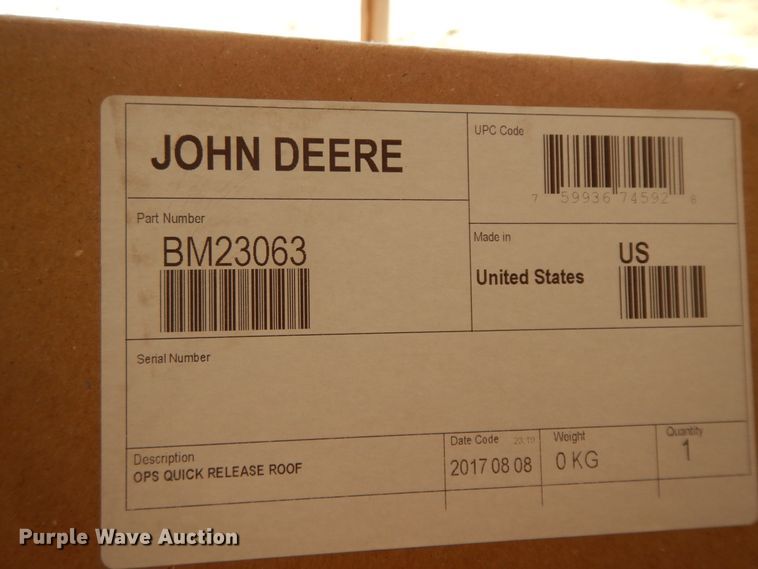 JOHN DEERE
UPC Code
7 59936 74592 8
Part Number
BM23063
Made in
United States
US
Serial Number
Description
OPS QUICK RELEASE ROOF
Date Code
2017 08 08
Weight
0 KG
Quantity
1
Purple Wave Auction